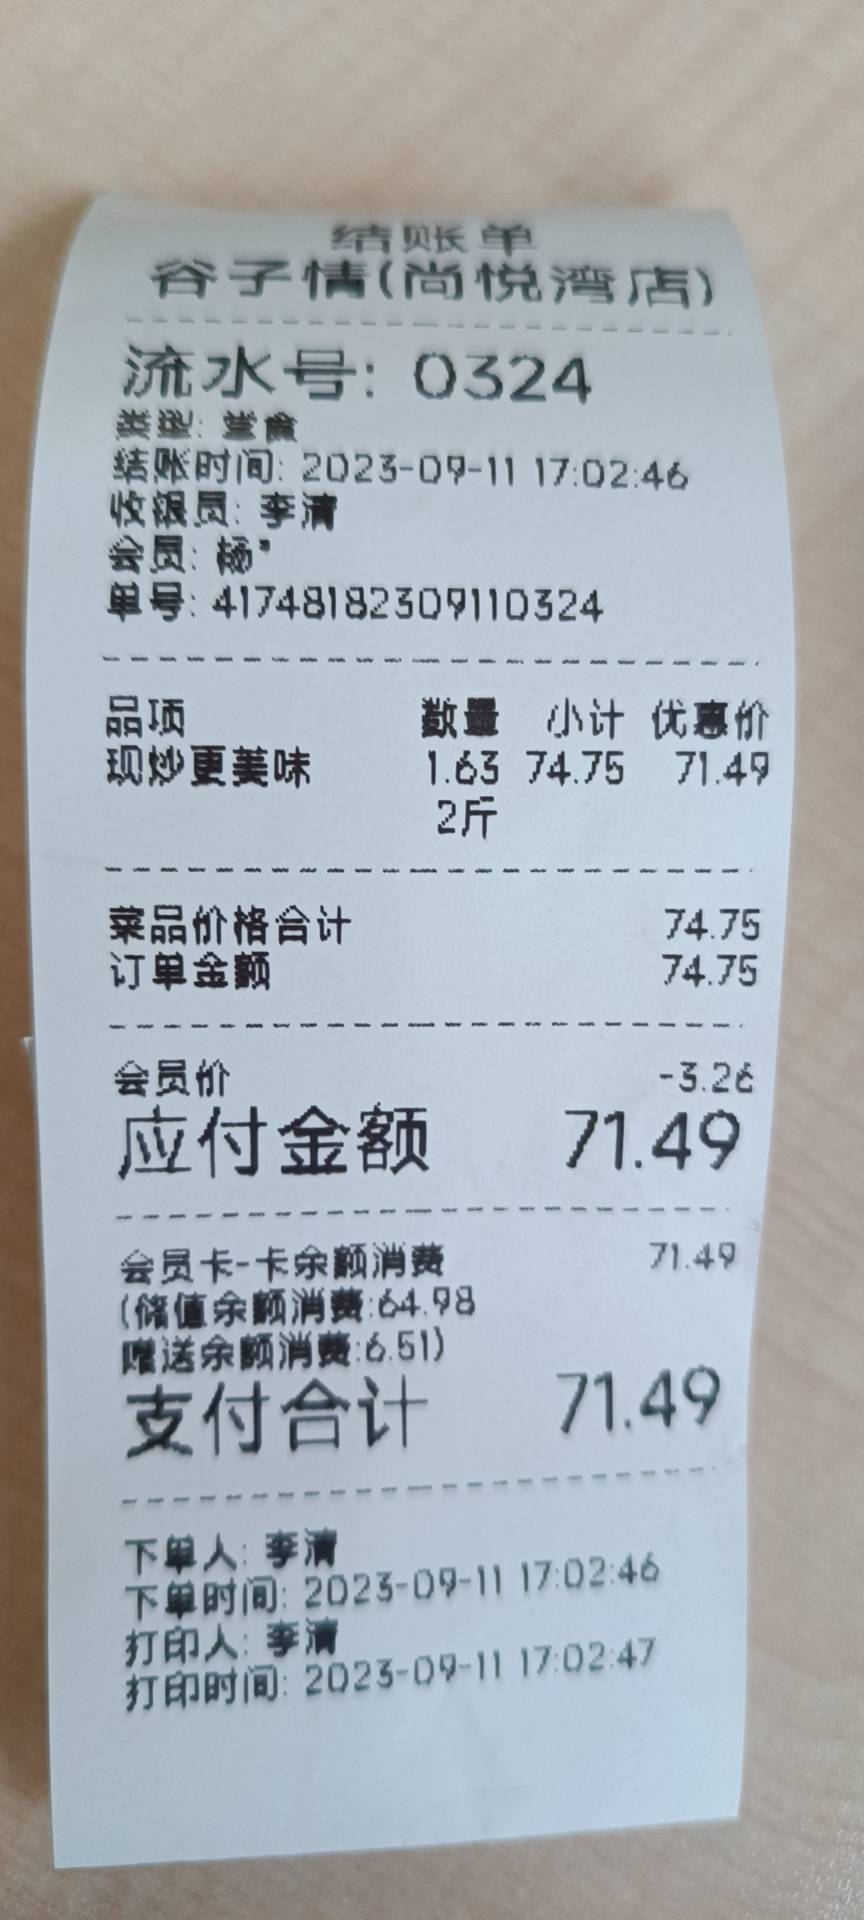 结账单
谷子情(尚悦湾店)
流水号: 0324
类型: 堂食
结账时间: 2023-09-11 17:02:46
收银员: 李清
会员: 杨*
单号: 41748182309110324
品项 数量 小计 优惠价
现炒更美味 1.63 74.75 71.49
2斤
菜品价格合计 74.75
订单金额 74.75
会员价 -3.26
应付金额 71.49
会员卡-卡余额消费 71.49
(储值余额消费:64.98
赠送余额消费:6.51)
支付合计 71.49
下单人: 李清
下单时间: 2023-09-11 17:02:46
打印人: 李清
打印时间: 2023-09-11 17:02:47